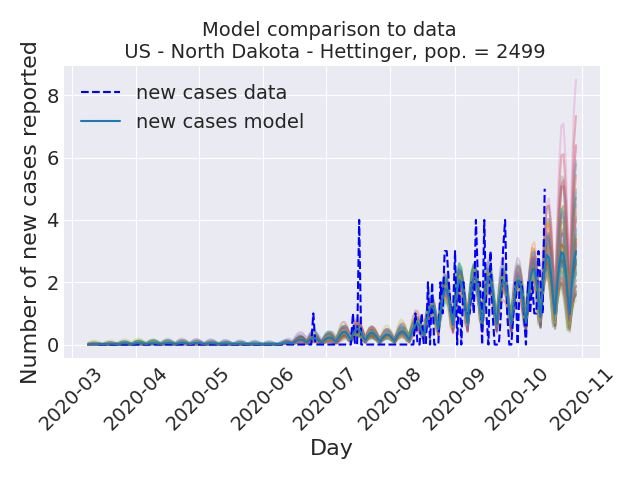 Model comparison to data
US - North Dakota - Hettinger, pop. = 2499
Number of new cases reported
8
6
4
2
0
new cases data
new cases model
2020-03
2020-04
2020-05
2020-06
2020-07
2020-08
2020-09
2020-10
2020-11
Day